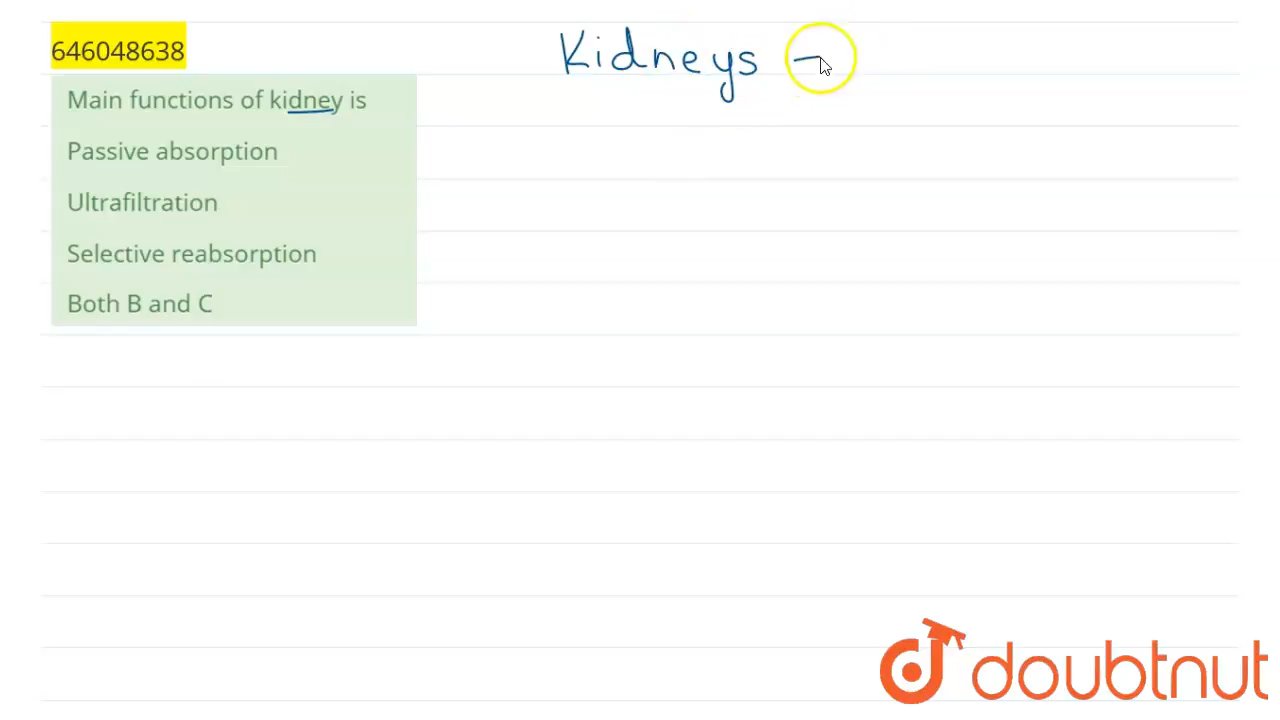 646048638
Kidneys →
Main functions of kidney is
Passive absorption
Ultrafiltration
Selective reabsorption
Both B and C
doubtnut